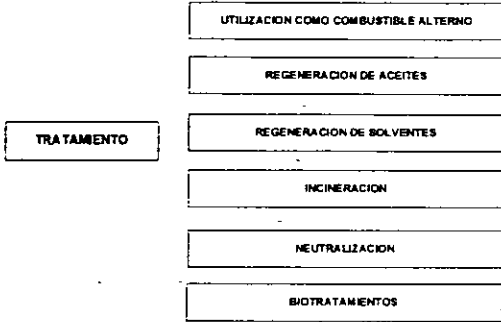 UTILIZACION COMO COMBUSTIBLE ALTERNO
REGENERACION DE ACEITES
TRATAMIENTO
REGENERACION DE SOLVENTES
INCINERACION
NEUTRALIZACION
BIOTRATAMIENTOS